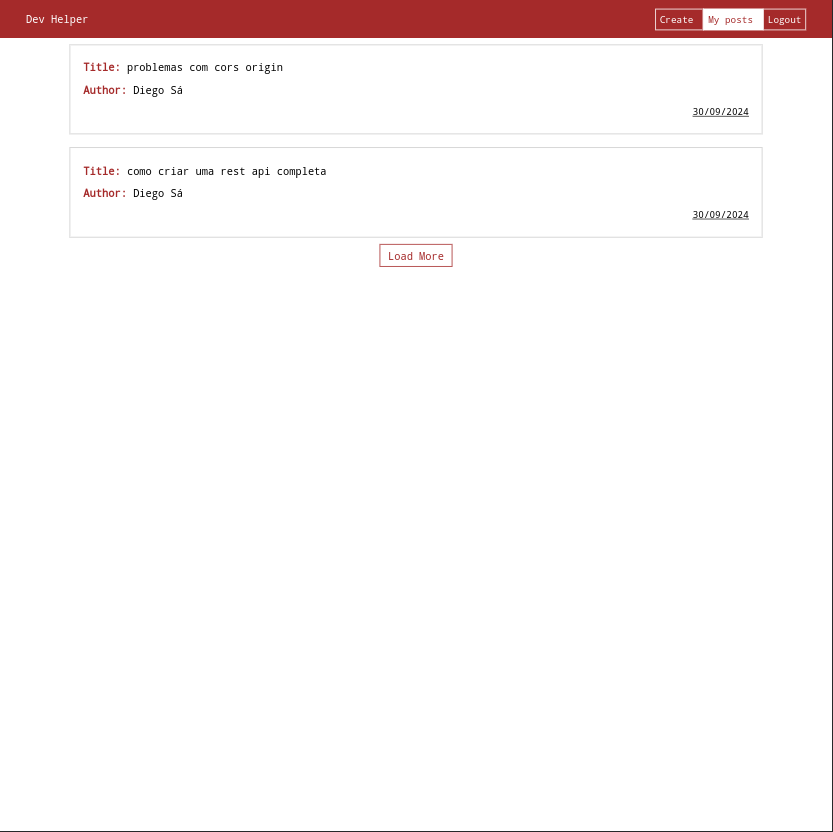 Dev Helper Create My posts Logout
Title: problemas com cors origin
Author: Diego Sá
30/09/2024
Title: como criar uma rest api completa
Author: Diego Sá
30/09/2024
Load More